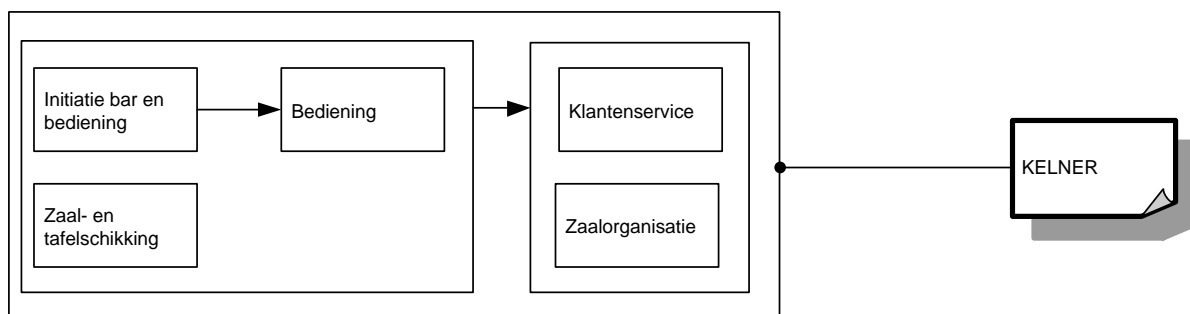 Initiatie bar en
bediening
Bediening
Klantenservice
KELNER
Zaal- en
tafelschikking
Zaalorganisatie